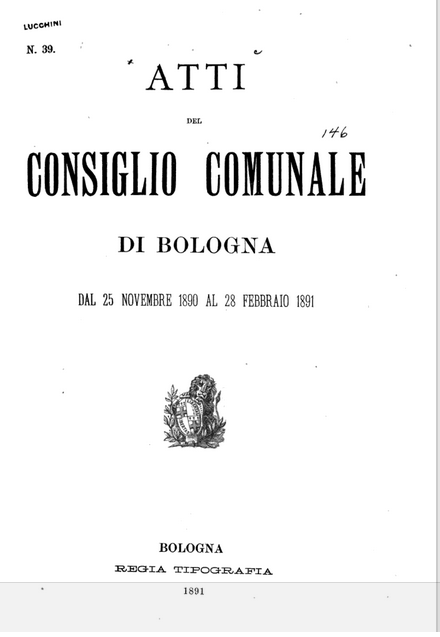 LUCCHINI
N. 39.
ATTI
DEL
146
CONSIGLIO COMUNALE
DI BOLOGNA
DAL 25 NOVEMBRE 1890 AL 28 FEBBRAIO 1891
BOLOGNA
REGIA TIPOGRAFIA
1891